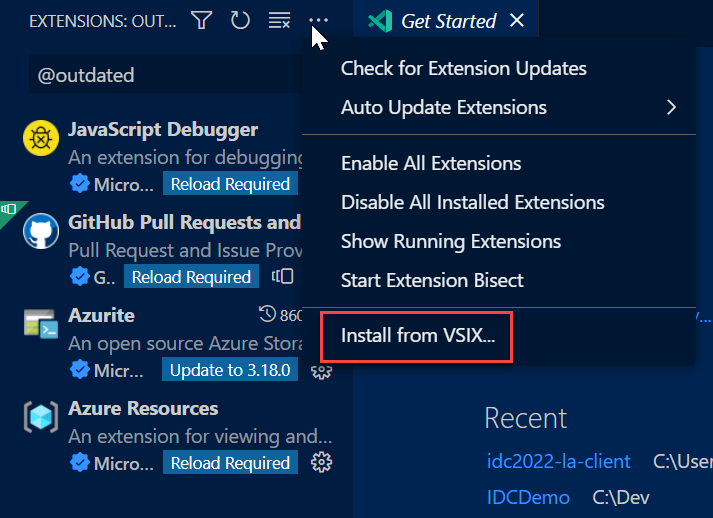 EXTENSIONS: OUT...
Get Started
@outdated
JavaScript Debugger
An extension for debugging
Micro...
Reload Required
GitHub Pull Requests and
Pull Request and Issue Prov
G..
Reload Required
Azurite
860
An open source Azure Stora
Micr...
Update to 3.18.0
Azure Resources
An extension for viewing and...
Micro...
Reload Required
Check for Extension Updates
Auto Update Extensions
Enable All Extensions
Disable All Installed Extensions
Show Running Extensions
Start Extension Bisect
Install from VSIX...
Recent
idc2022-la-client C:\User
IDCDemo C:\Dev